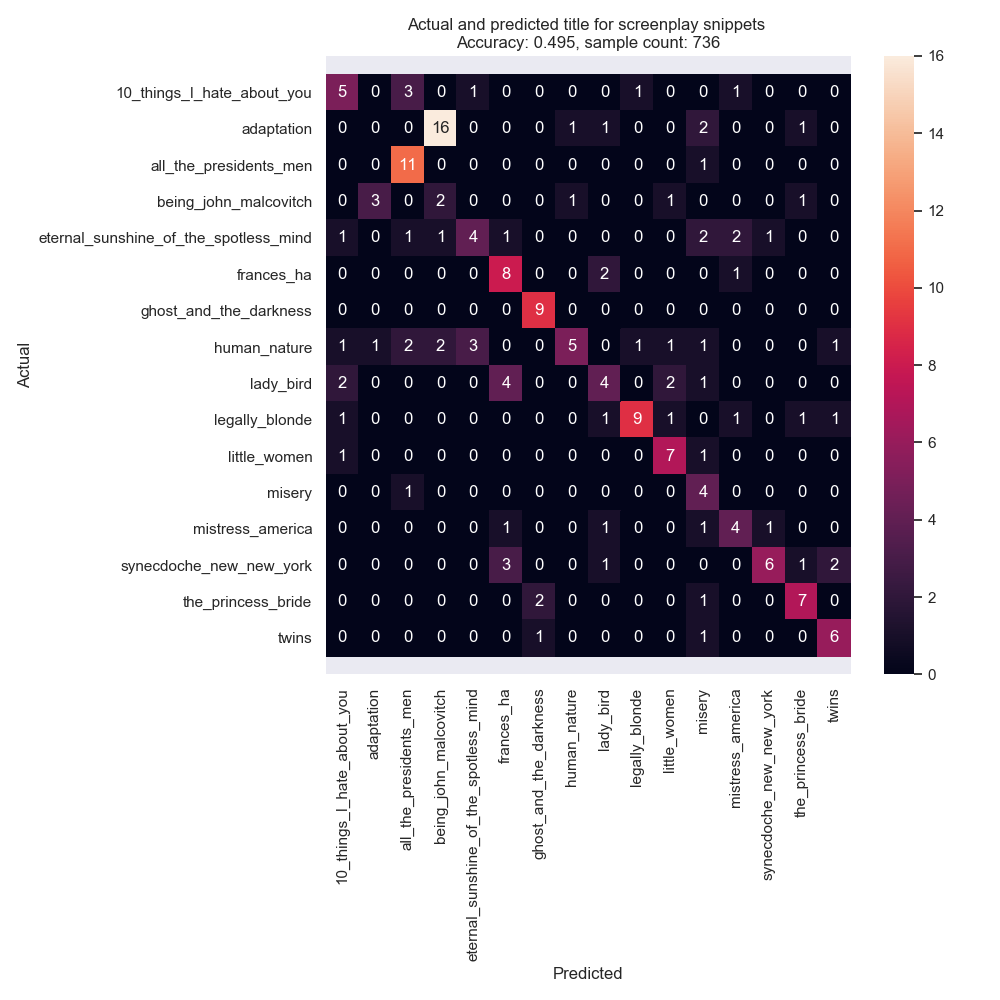 Actual and predicted title for screenplay snippets
Accuracy: 0.495, sample count: 736
Actual
10_things_I_hate_about_you 5 0 3 0 1 0 0 0 0 1 0 0 1 0 0 0
adaptation 0 0 0 16 0 0 0 1 1 0 0 2 0 0 1 0
all_the_presidents_men 0 0 11 0 0 0 0 0 0 0 0 1 0 0 0 0
being_john_malcovitch 0 3 0 2 0 0 0 1 0 0 1 0 0 0 1 0
eternal_sunshine_of_the_spotless_mind 1 0 1 1 4 1 0 0 0 0 0 2 2 1 0 0
frances_ha 0 0 0 0 0 8 0 0 2 0 0 0 1 0 0 0
ghost_and_the_darkness 0 0 0 0 0 0 9 0 0 0 0 0 0 0 0 0
human_nature 1 1 2 2 3 0 0 5 0 1 1 1 0 0 0 1
lady_bird 2 0 0 0 0 4 0 0 4 0 2 1 0 0 0 0
legally_blonde 1 0 0 0 0 0 0 0 1 9 1 0 1 0 1 1
little_women 1 0 0 0 0 0 0 0 0 0 7 1 0 0 0 0
misery 0 0 1 0 0 0 0 0 0 0 0 4 0 0 0 0
mistress_america 0 0 0 0 0 1 0 0 1 0 0 1 4 1 0 0
synecdoche_new_new_york 0 0 0 0 0 3 0 0 1 0 0 0 0 6 1 2
the_princess_bride 0 0 0 0 0 0 2 0 0 0 0 1 0 0 7 0
twins 0 0 0 0 0 0 1 0 0 0 0 1 0 0 0 6
10_things_I_hate_about_you
adaptation
all_the_presidents_men
being_john_malcovitch
eternal_sunshine_of_the_spotless_mind
frances_ha
ghost_and_the_darkness
human_nature
lady_bird
legally_blonde
little_women
misery
mistress_america
synecdoche_new_new_york
the_princess_bride
twins
Predicted
16
14
12
10
8
6
4
2
0